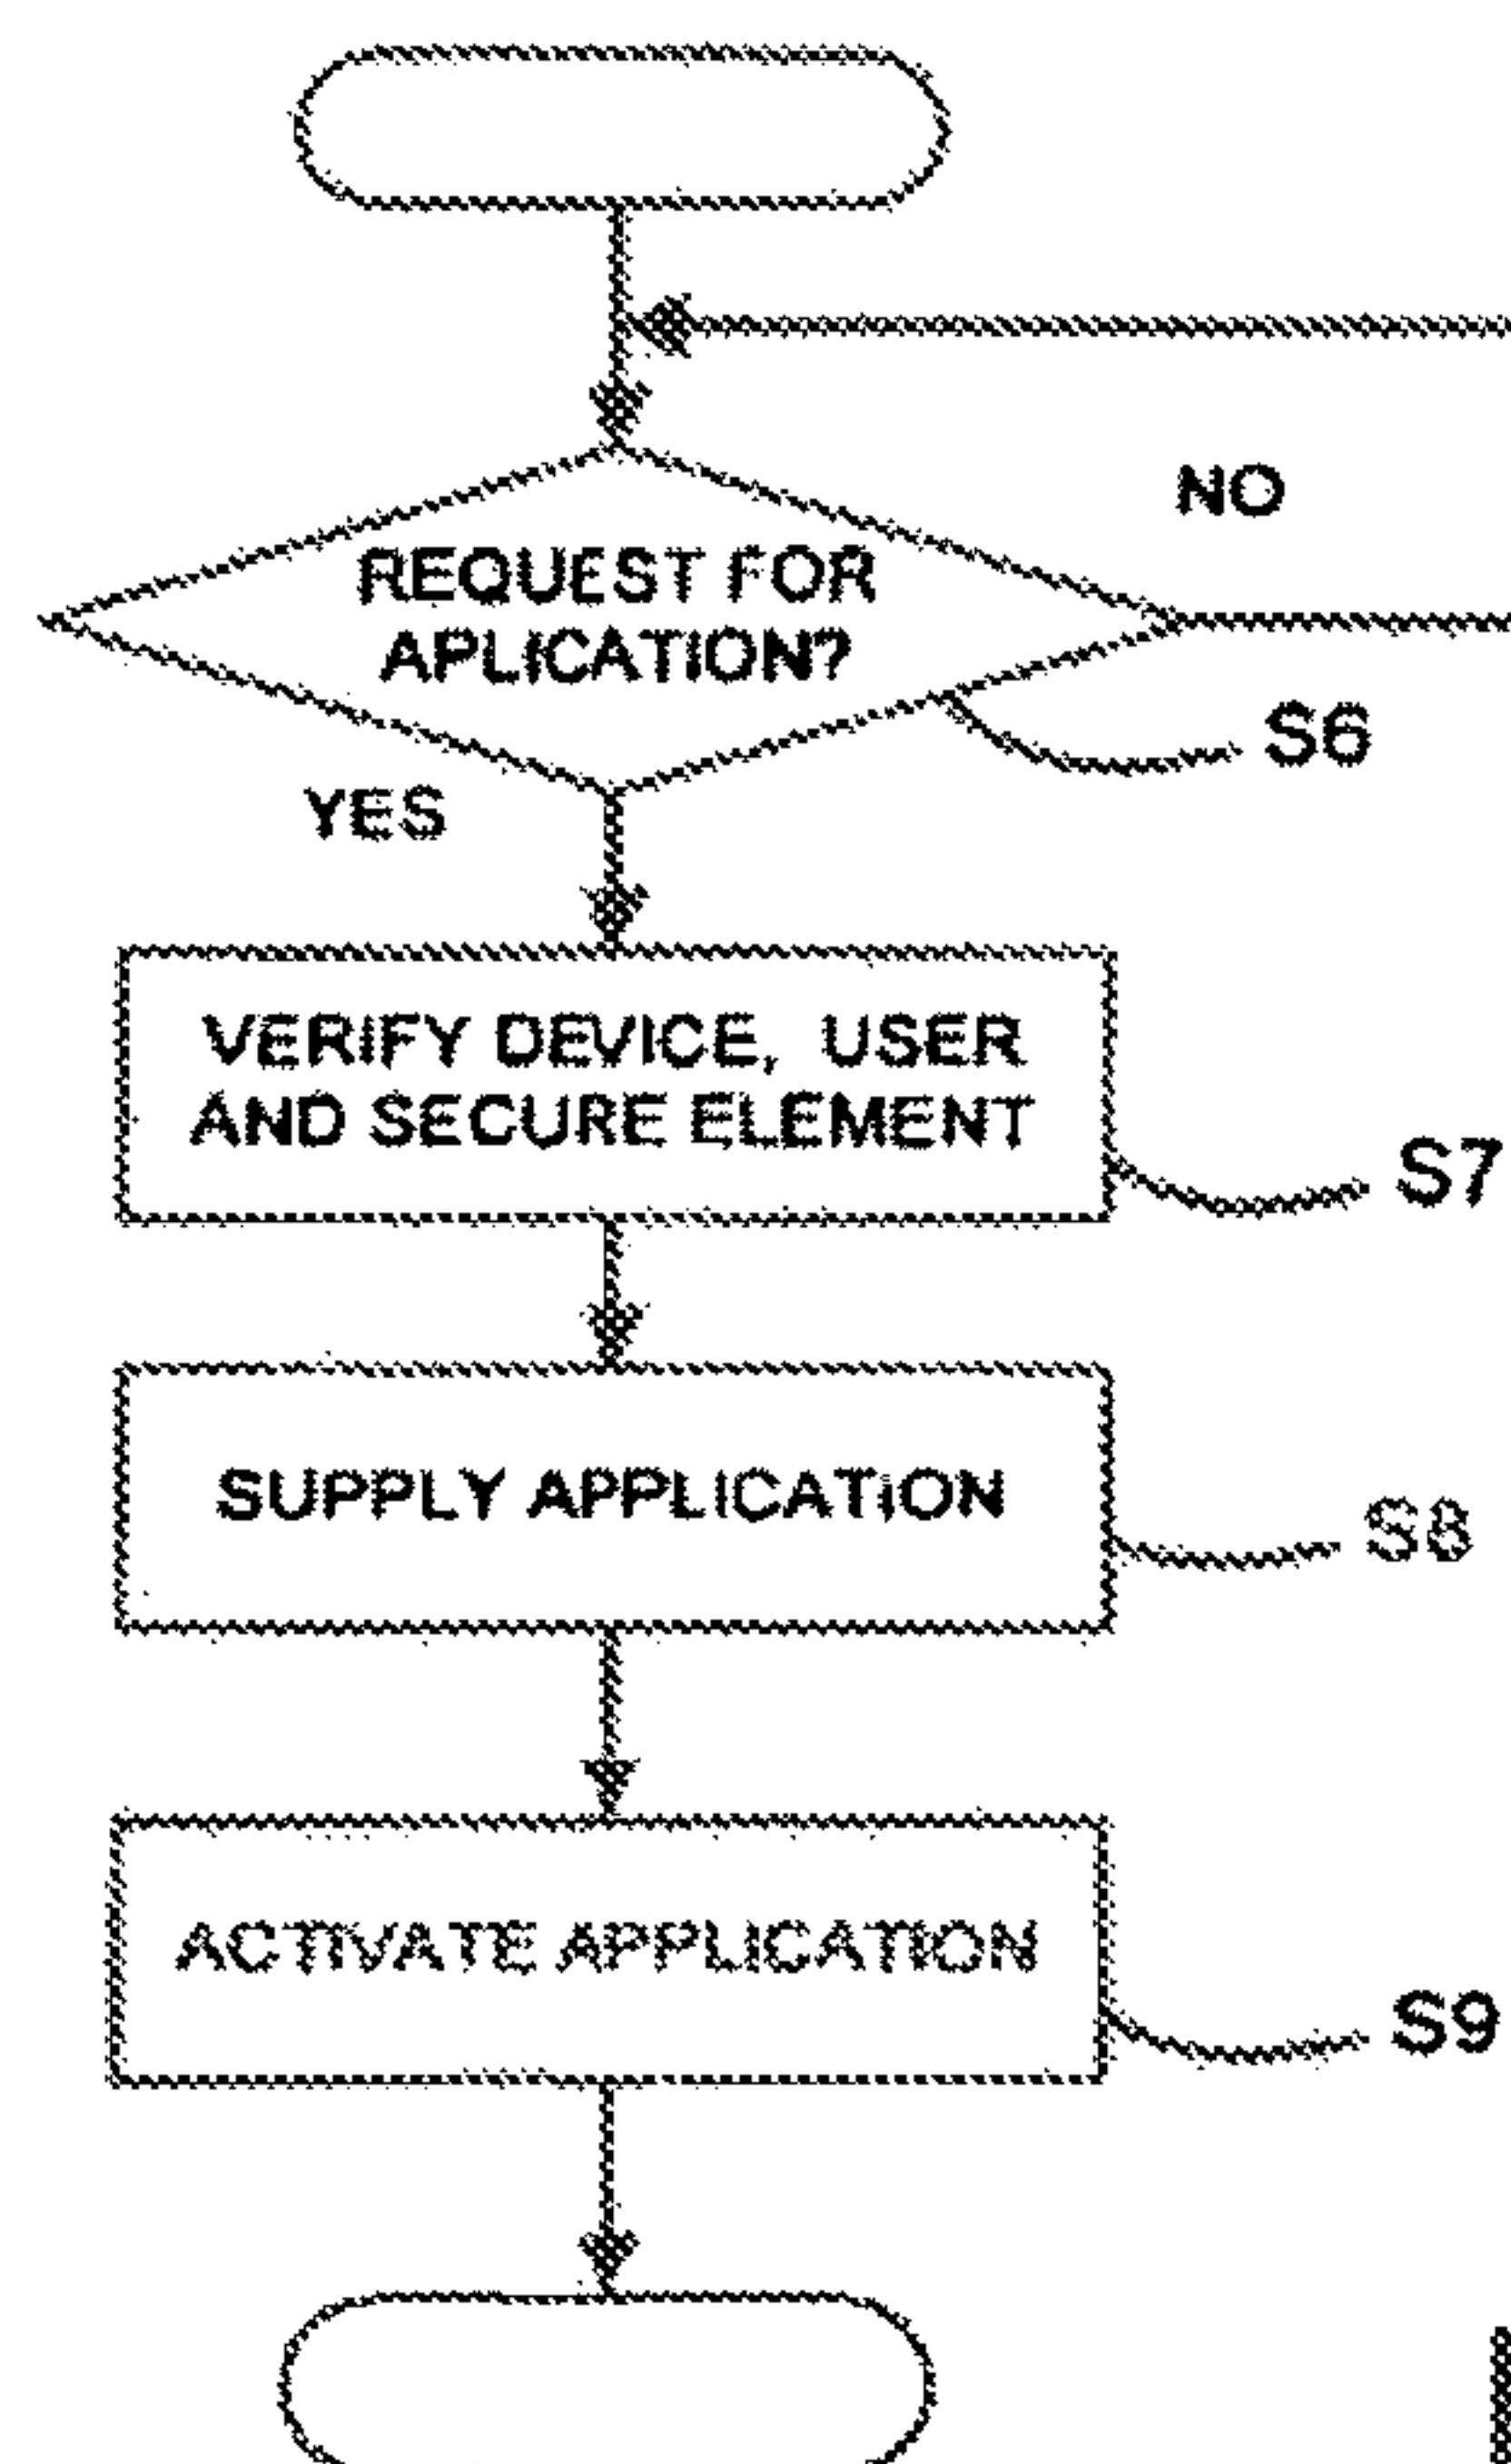 NO
REQUEST FOR
APLICATION?
S6
YES
VERIFY DEVICE, USER
AND SECURE ELEMENT
S7
SUPPLY APPLICATION
S8
ACTIVATE APPLICATION
S9